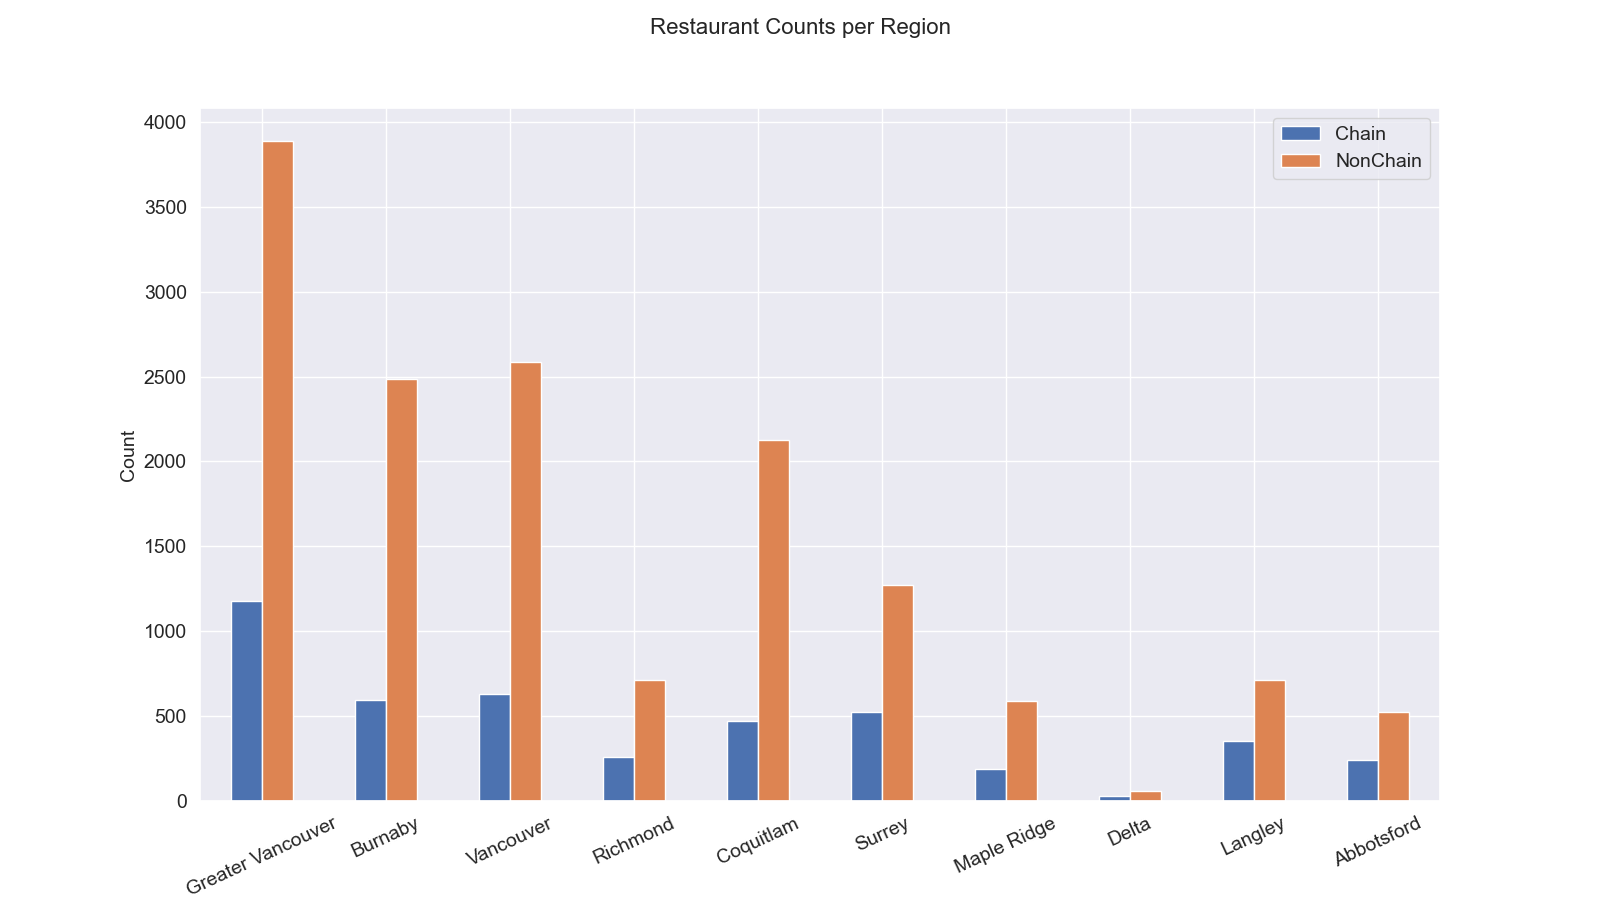 Restaurant Counts per Region
Chain
NonChain
Count
4000
3500
3000
2500
2000
1500
1000
500
0
Greater Vancouver
Burnaby
Vancouver
Richmond
Coquitlam
Surrey
Maple Ridge
Delta
Langley
Abbotsford